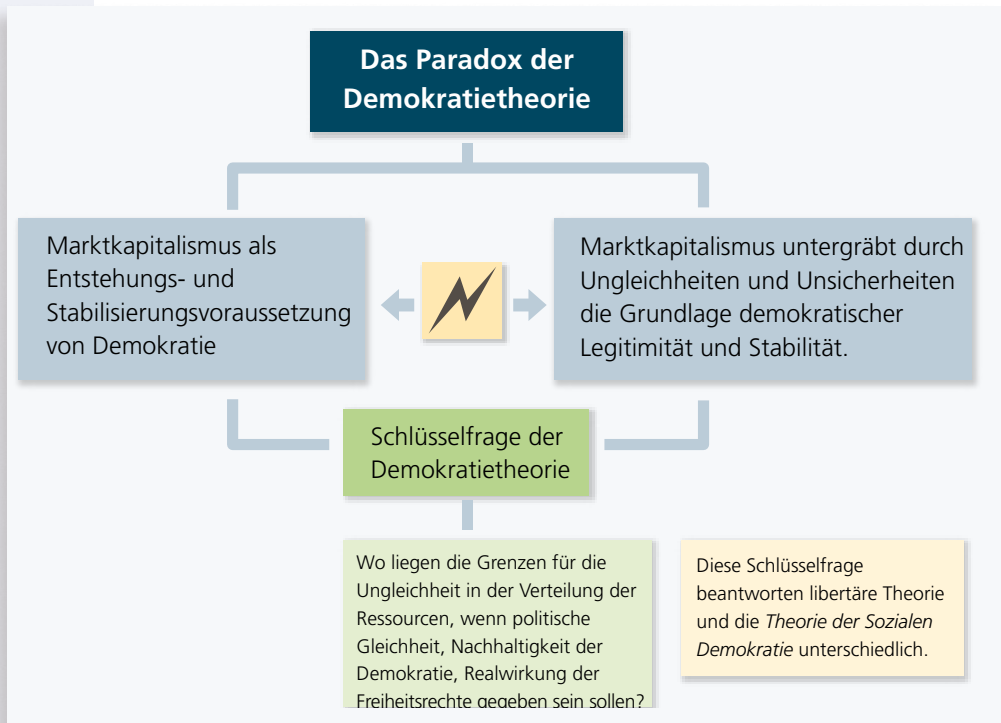 Das Paradox der
Demokratietheorie
Marktkapitalismus als
Entstehungs- und
Stabilisierungsvoraussetzung
von Demokratie
Marktkapitalismus untergräbt durch
Ungleichheiten und Unsicherheiten
die Grundlage demokratischer
Legitimität und Stabilität.
Schlüsselfrage der
Demokratietheorie
Wo liegen die Grenzen für die
Ungleichheit in der Verteilung der
Ressourcen, wenn politische
Gleichheit, Nachhaltigkeit der
Demokratie, Realwirkung der
Freiheitsrechte gegeben sein sollen?
Diese Schlüsselfrage
beantworten libertäre Theorie
und die Theorie der Sozialen
Demokratie unterschiedlich.